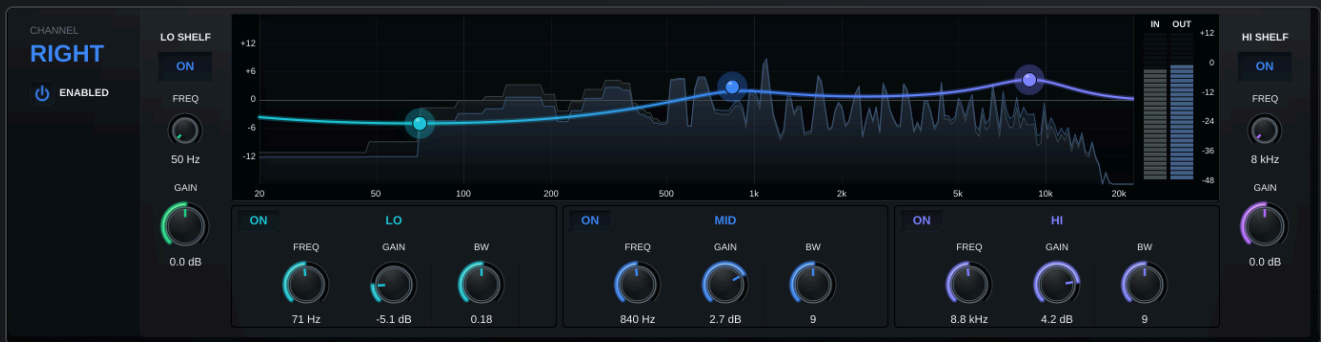 CHANNEL
RIGHT
ENABLED
LO SHELF
ON
FREQ
50 Hz
GAIN
0.0 dB
+12
+6
0
-6
-12
20
50
100
200
500
1k
2k
5k
10k
20k
IN OUT
+12
0
-12
-24
-36
-48
HI SHELF
ON
FREQ
8 kHz
GAIN
0.0 dB
ON LO
FREQ GAIN BW
71 Hz -5.1 dB 0.18
ON MID
FREQ GAIN BW
840 Hz 2.7 dB 9
ON HI
FREQ GAIN BW
8.8 kHz 4.2 dB 9